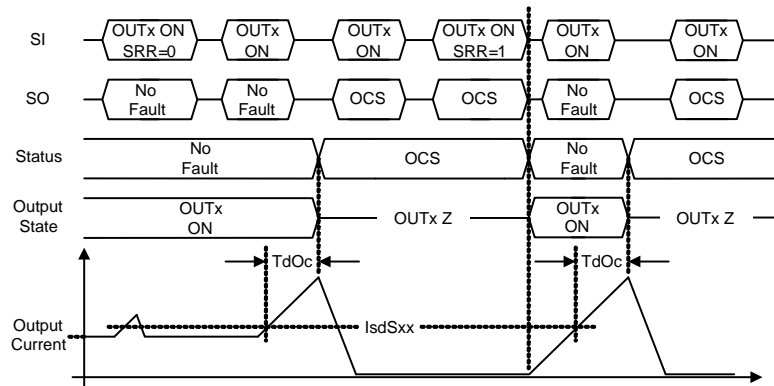 SI
OUTx ON
SRR=0
OUTx
ON
OUTx
ON
OUTx ON
SRR=1
OUTx
ON
OUTx
ON
SO
No
Fault
No
Fault
OCS
OCS
No
Fault
OCS
Status
No
Fault
OCS
No
Fault
OCS
Output
State
OUTx
ON
OUTx Z
OUTx
ON
OUTx Z
TdOc
TdOc
Output
Current
IsdSxx